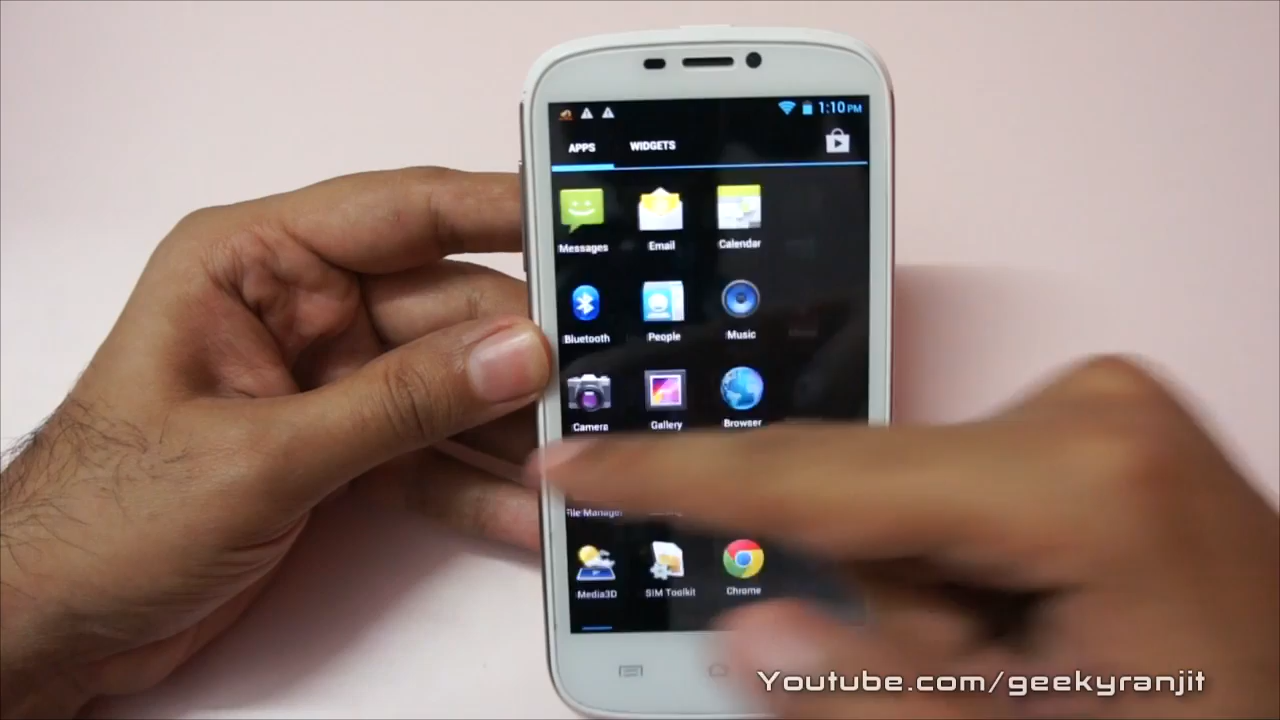 1:10 PM
APPS WIDGETS
Messages Email Calendar
Bluetooth People Music
Camera Gallery Browser
File Manager
Media3D SIM Toolkit Chrome
Youtube.com/geekyranjit